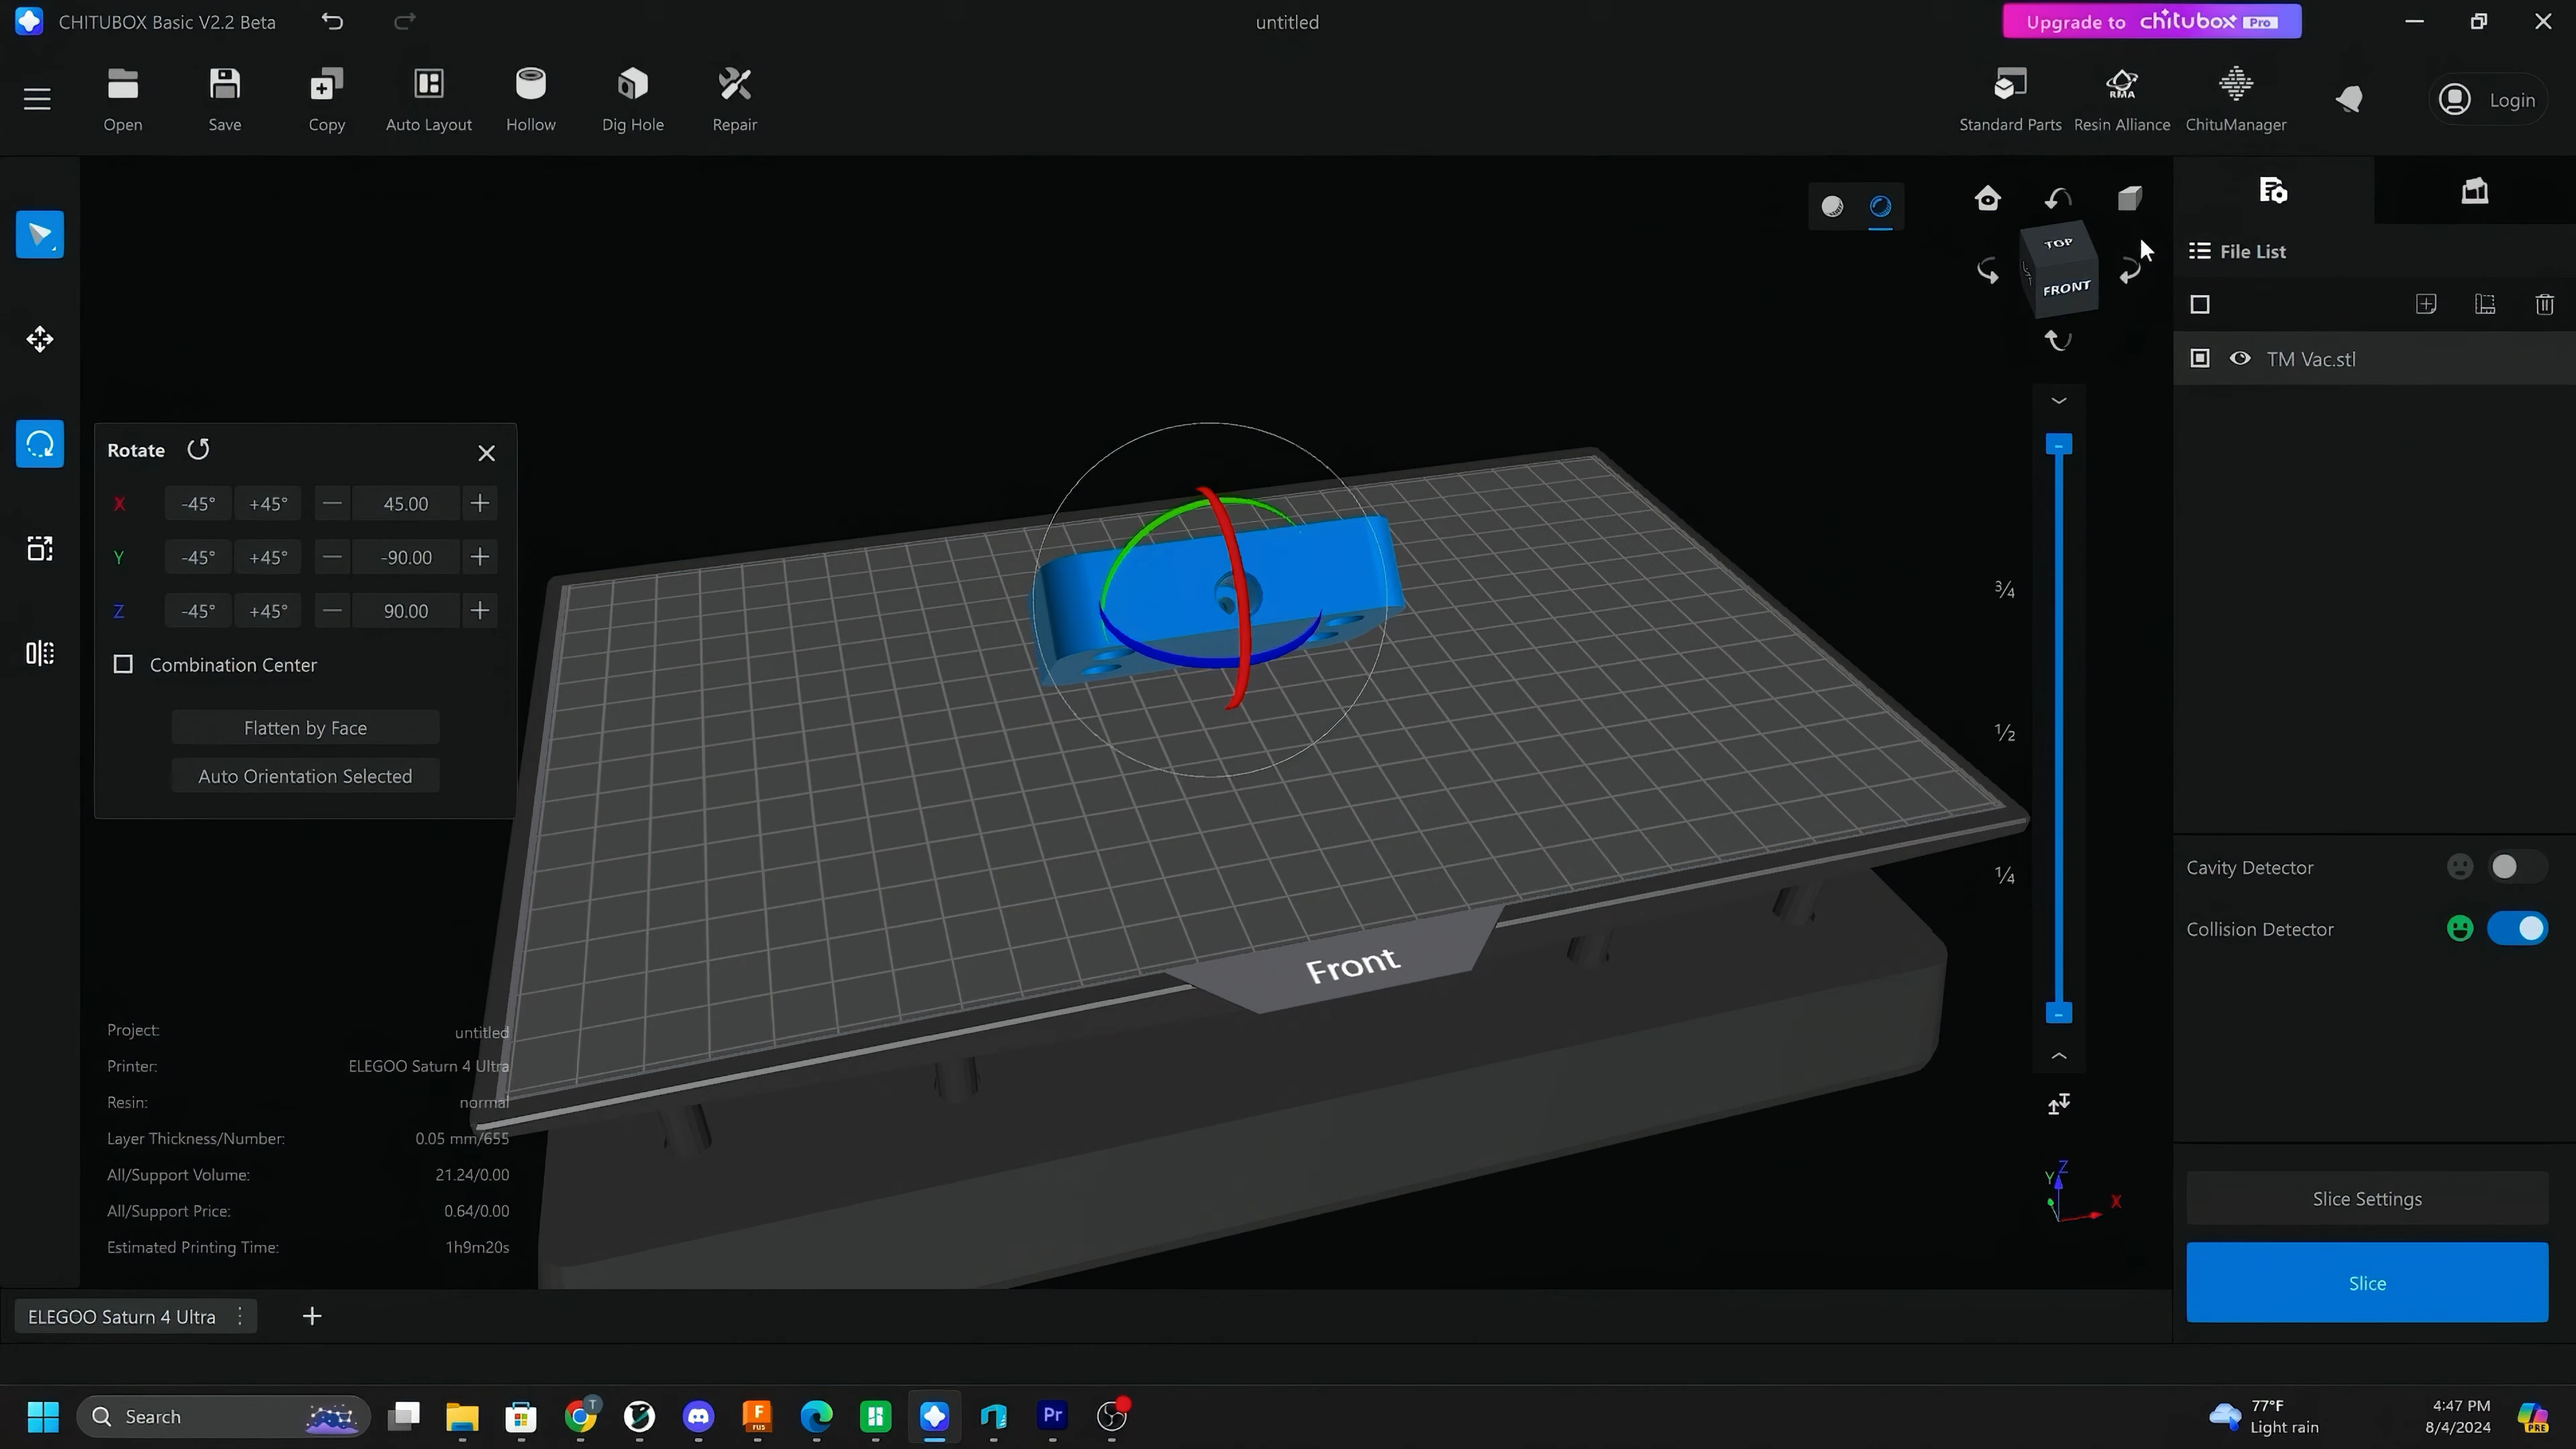 CHITUBOX Basic V2.2 Beta
untitled
Upgrade to chitubox Pro
Open
Save
Copy
Auto Layout
Hollow
Dig Hole
Repair
Standard Parts
RMA
Resin Alliance
ChituManager
Login
TOP
FRONT
File List
TM Vac.stl
Rotate
X -45° +45° 45.00
Y -45° +45° -90.00
Z -45° +45° 90.00
Combination Center
Flatten by Face
Auto Orientation Selected
3/4
1/2
1/4
Front
Cavity Detector
Collision Detector
Project: untitled
Printer: ELEGOO Saturn 4 Ultra
Resin: normal
Layer Thickness/Number: 0.05 mm/655
All/Support Volume: 21.24/0.00
All/Support Price: 0.64/0.00
Estimated Printing Time: 1h9m20s
Z
Y
X
Slice Settings
Slice
ELEGOO Saturn 4 Ultra
Search
T
F
FUS
Pr
77°F
Light rain
4:47 PM
8/4/2024
PRE